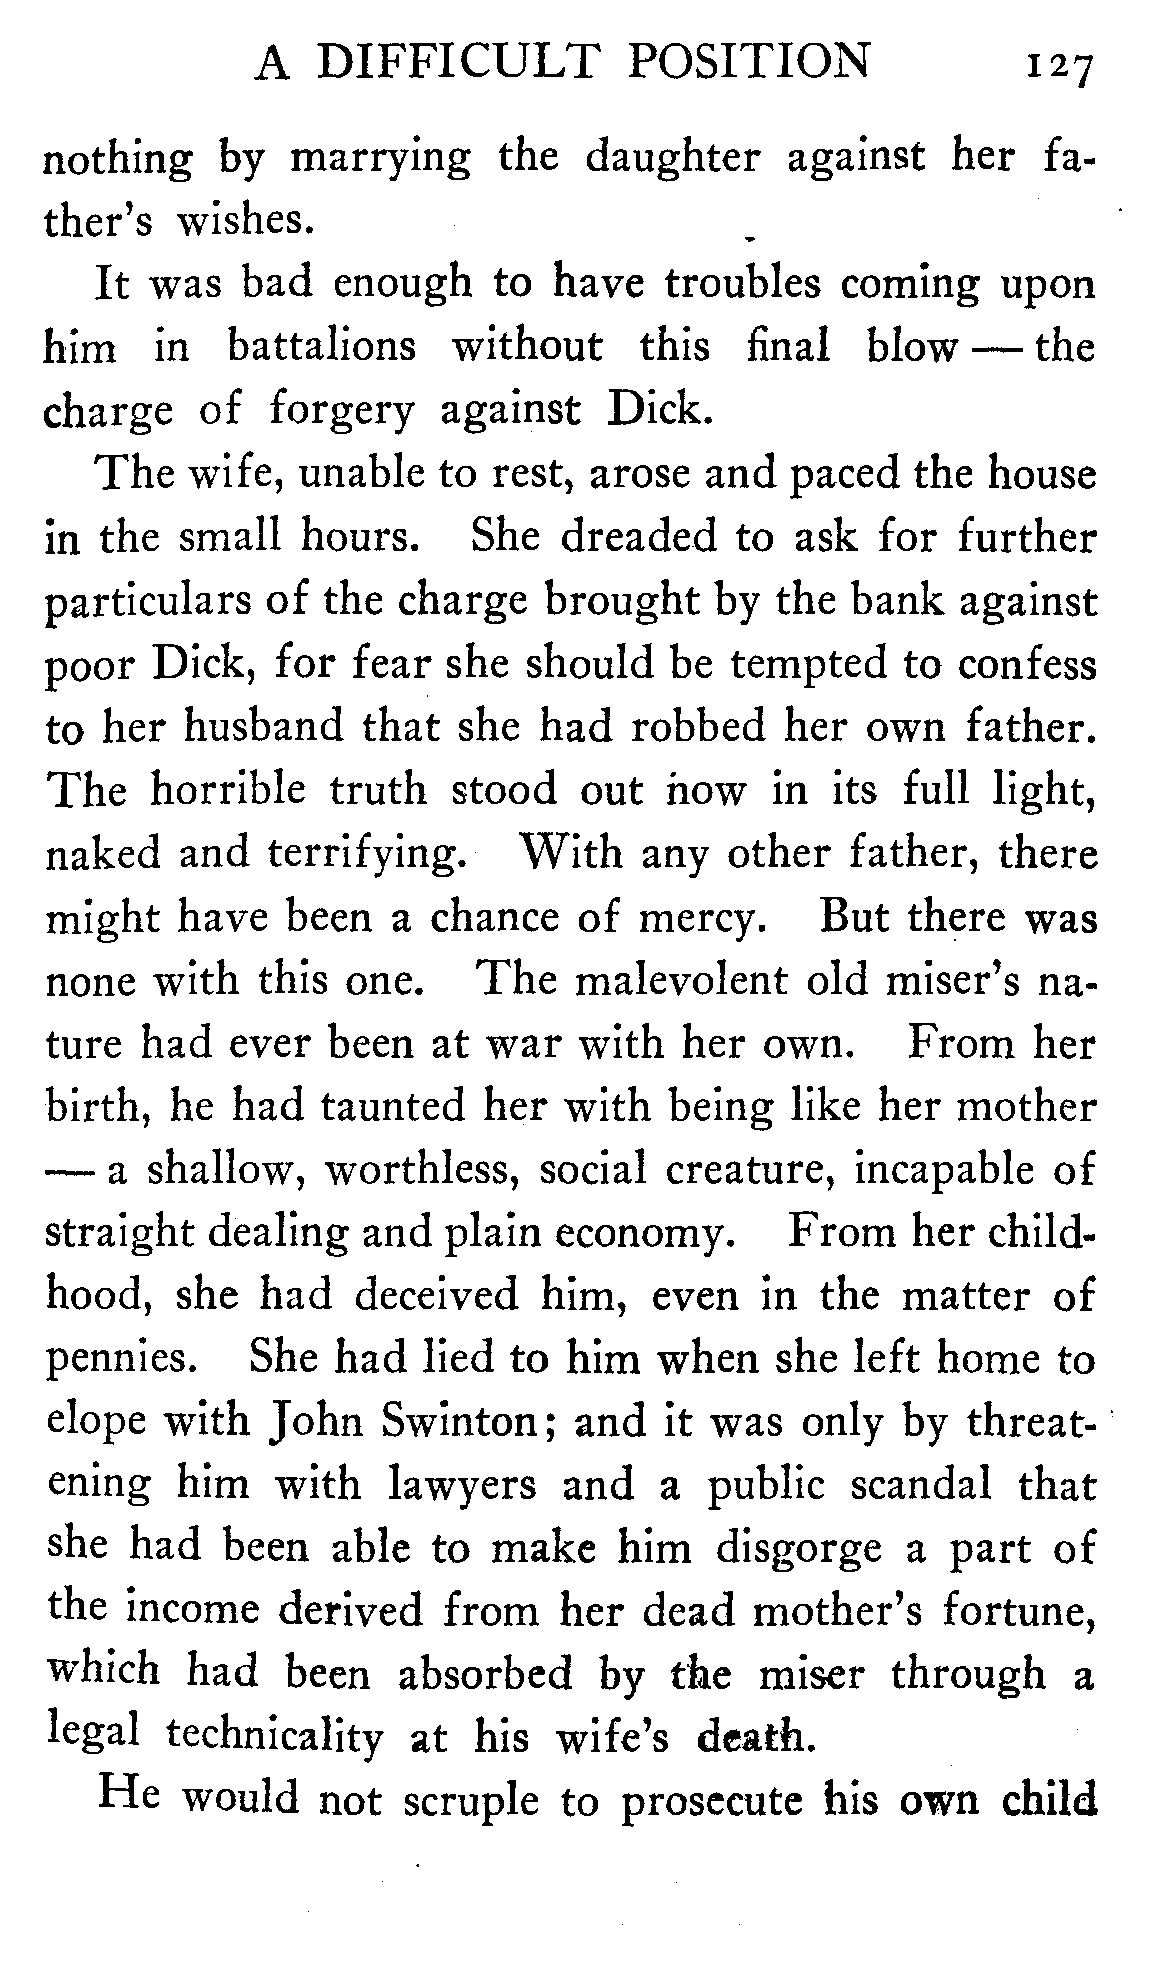 A DIFFICULT POSITION 127
nothing by marrying the daughter against her fa-
ther's wishes.
It was bad enough to have troubles coming upon
him in battalions without this final blow — the
charge of forgery against Dick.
The wife, unable to rest, arose and paced the house
in the small hours. She dreaded to ask for further
particulars of the charge brought by the bank against
poor Dick, for fear she should be tempted to confess
to her husband that she had robbed her own father.
The horrible truth stood out now in its full light,
naked and terrifying. With any other father, there
might have been a chance of mercy. But there was
none with this one. The malevolent old miser's na-
ture had ever been at war with her own. From her
birth, he had taunted her with being like her mother
— a shallow, worthless, social creature, incapable of
straight dealing and plain economy. From her child-
hood, she had deceived him, even in the matter of
pennies. She had lied to him when she left home to
elope with John Swinton; and it was only by threat-
ening him with lawyers and a public scandal that
she had been able to make him disgorge a part of
the income derived from her dead mother's fortune,
which had been absorbed by the miser through a
legal technicality at his wife's death.
He would not scruple to prosecute his own child